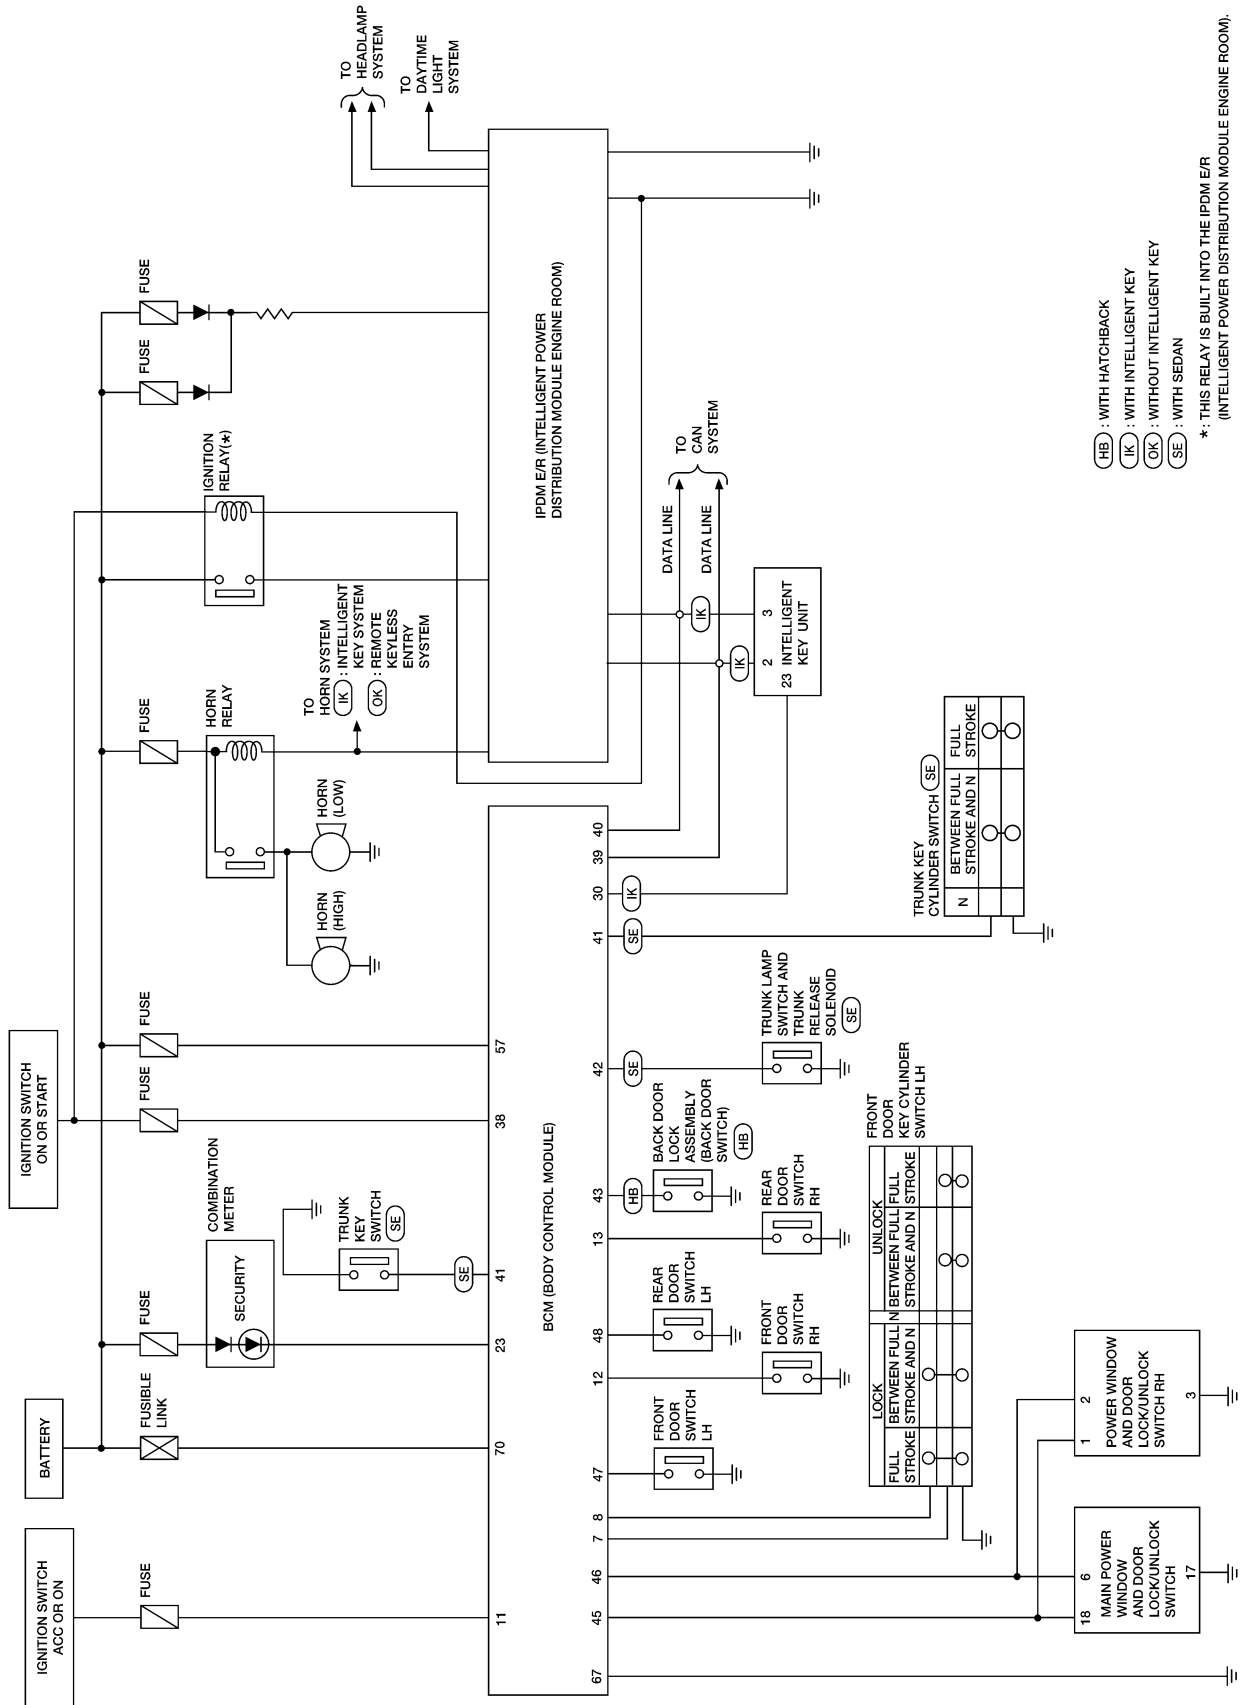 IGNITION SWITCH
ACC OR ON
BATTERY
IGNITION SWITCH
ON OR START
FUSE
FUSIBLE
LINK
FUSE
COMBINATION
METER
SECURITY
TRUNK
KEY
SWITCH
SE
SE
FUSE
FUSE
HORN
(HIGH)
HORN
(LOW)
FUSE
HORN
RELAY
TO
HORN SYSTEM
IK : INTELLIGENT
KEY SYSTEM
OK : REMOTE
KEYLESS
ENTRY
SYSTEM
IGNITION
RELAY(*)
FUSE
FUSE
TO
HEADLAMP
SYSTEM
TO
DAYTIME
LIGHT
SYSTEM
11
70
23
41
38
57
BCM (BODY CONTROL MODULE)
IPDM E/R (INTELLIGENT POWER
DISTRIBUTION MODULE ENGINE ROOM)
67
45
46
7
8
47
12
48
13
43
42
41
30
39
40
HB
SE
SE
IK
FRONT
DOOR
SWITCH
LH
REAR
DOOR
SWITCH
LH
BACK DOOR
LOCK
ASSEMBLY
(BACK DOOR
SWITCH)
HB
FRONT
DOOR
SWITCH
RH
REAR
DOOR
SWITCH
RH
TRUNK LAMP
SWITCH AND
TRUNK
RELEASE
SOLENOID
SE
DATA LINE
DATA LINE
TO
CAN
SYSTEM
IK
IK
2
3
23
INTELLIGENT
KEY UNIT
FRONT
DOOR
KEY CYLINDER
SWITCH LH
LOCK
N
UNLOCK
FULL
STROKE
BETWEEN FULL
STROKE AND N
BETWEEN FULL
STROKE AND N
FULL
STROKE
TRUNK KEY
CYLINDER SWITCH SE
N
BETWEEN FULL
STROKE AND N
FULL
STROKE
18
6
MAIN POWER
WINDOW
AND DOOR
LOCK/UNLOCK
SWITCH
17
1
2
POWER WINDOW
AND DOOR
LOCK/UNLOCK
SWITCH RH
3
HB : WITH HATCHBACK
IK : WITH INTELLIGENT KEY
OK : WITHOUT INTELLIGENT KEY
SE : WITH SEDAN
* : THIS RELAY IS BUILT INTO THE IPDM E/R
(INTELLIGENT POWER DISTRIBUTION MODULE ENGINE ROOM).